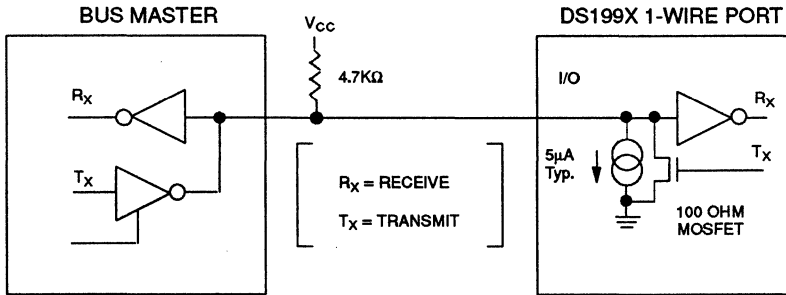 BUS MASTER
DS199X 1-WIRE PORT
VCC
4.7KΩ
I/O
RX
RX
TX
TX
5µA
Typ.
RX = RECEIVE
TX = TRANSMIT
100 OHM
MOSFET